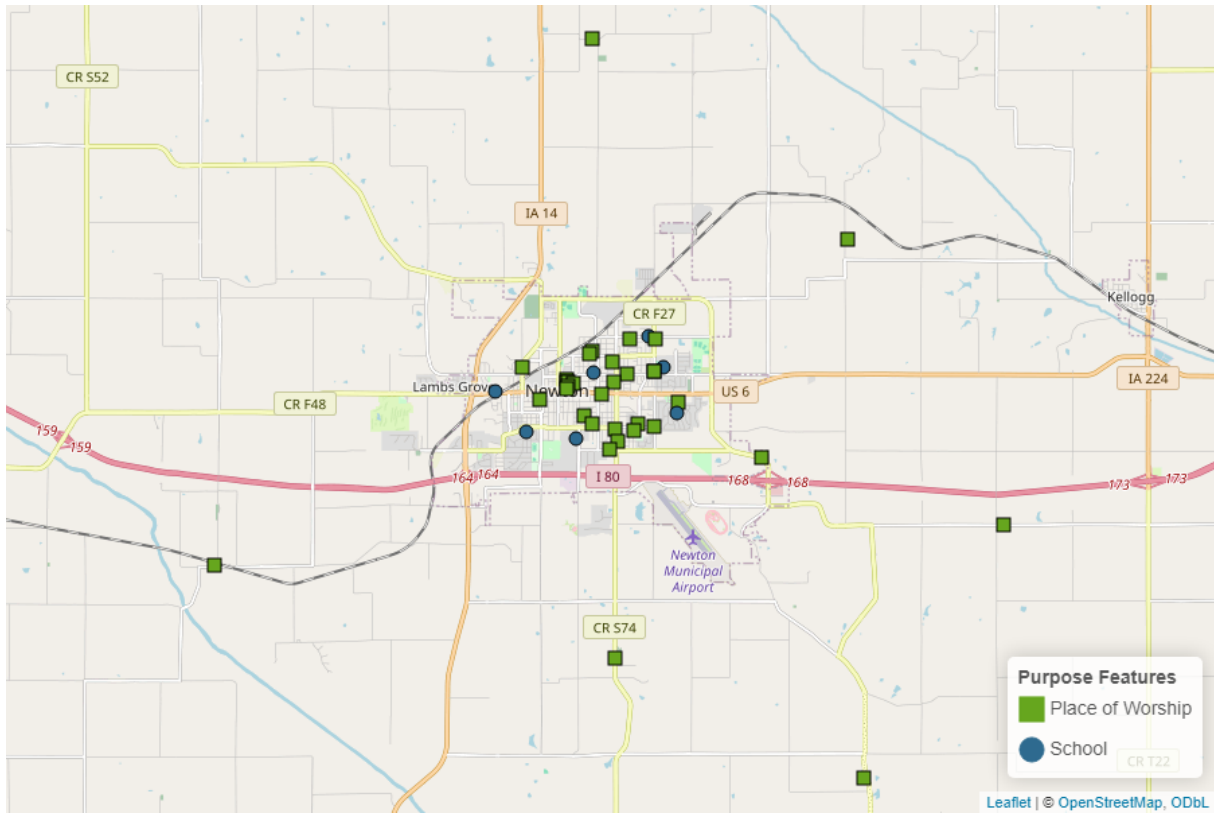 CR S52
IA 14
Kellogg
CR F27
Lambs Grove
Newton
US 6
IA 224
CR F48
159
159
164
164
I 80
168
168
173
173
Newton
Municipal
Airport
CR S74
Purpose Features
Place of Worship
School
CR T22
Leaflet | © OpenStreetMap, ODbL